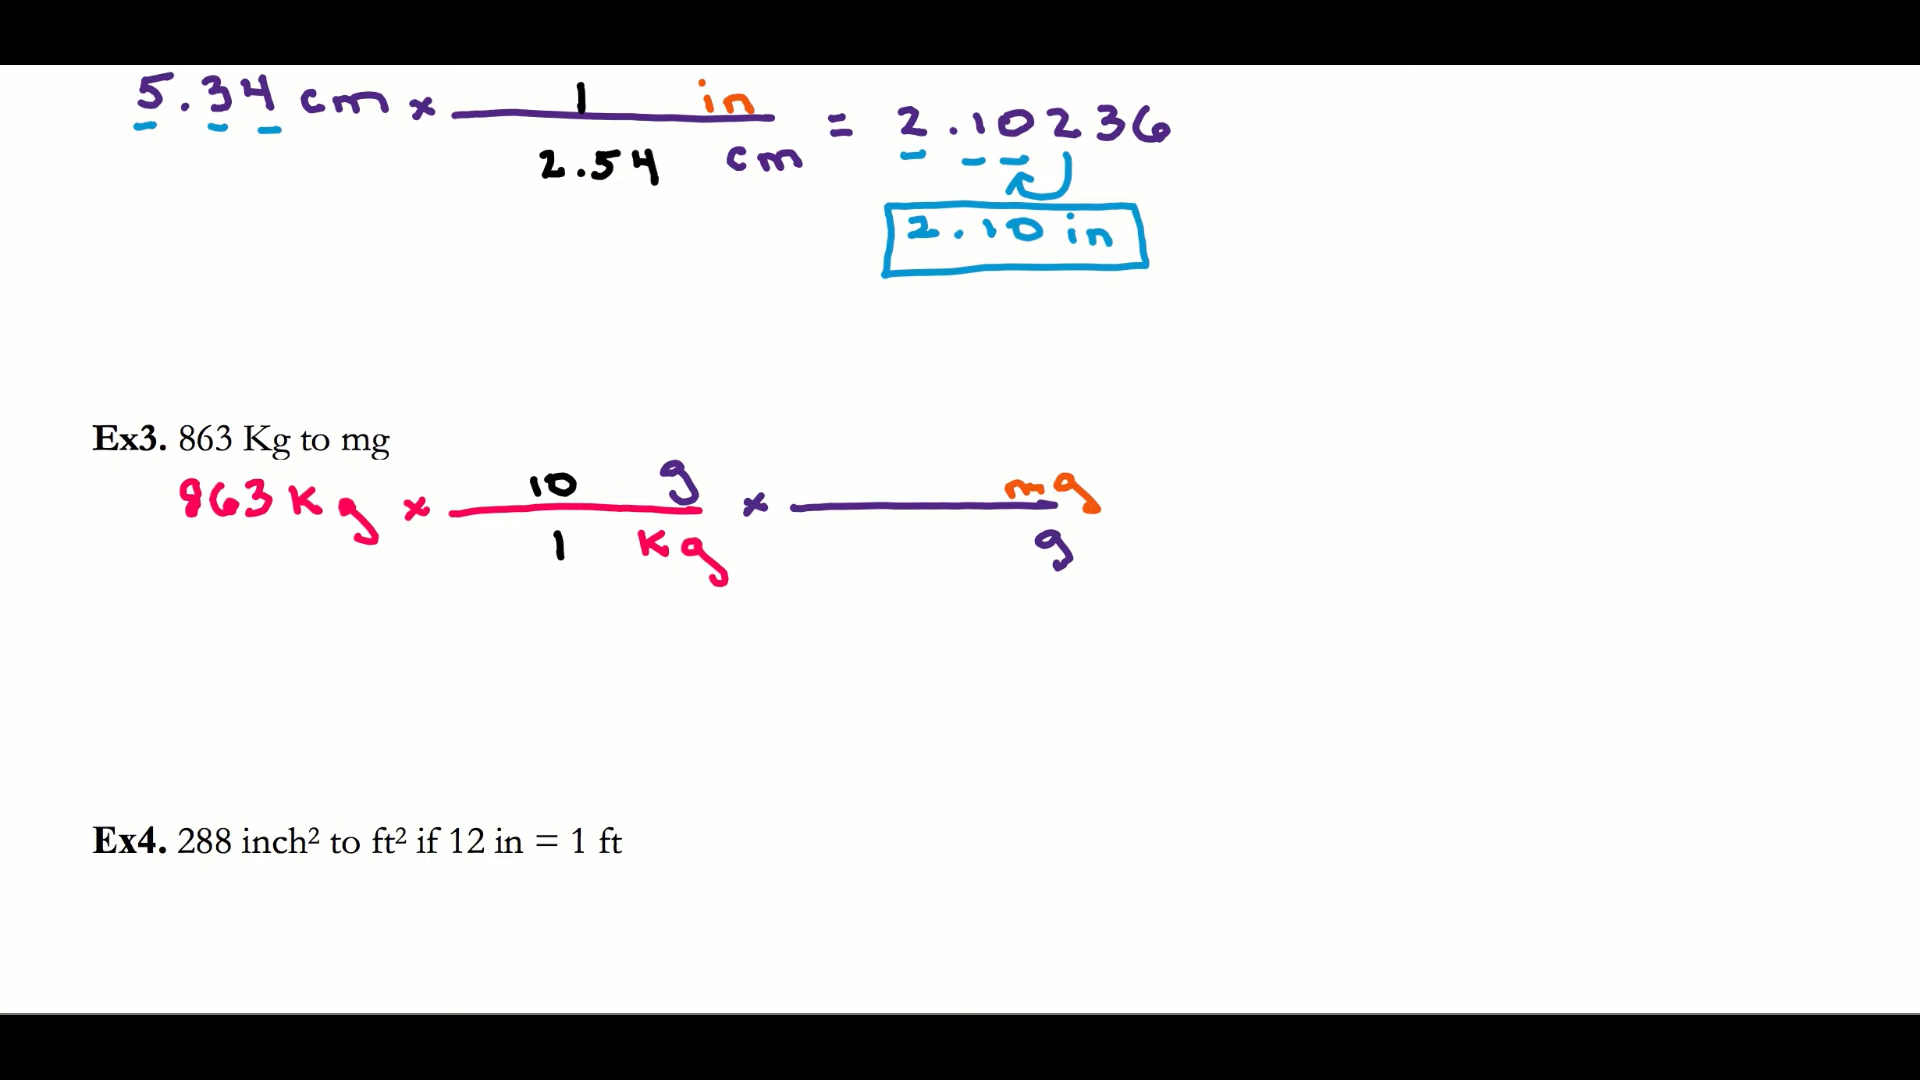 5.34 cm × 1 in = 2.10236
2.54 cm
2.10 in
Ex3. 863 Kg to mg
863 Kg × 10 g × mg
1 Kg g
Ex4. 288 inch² to ft² if 12 in = 1 ft